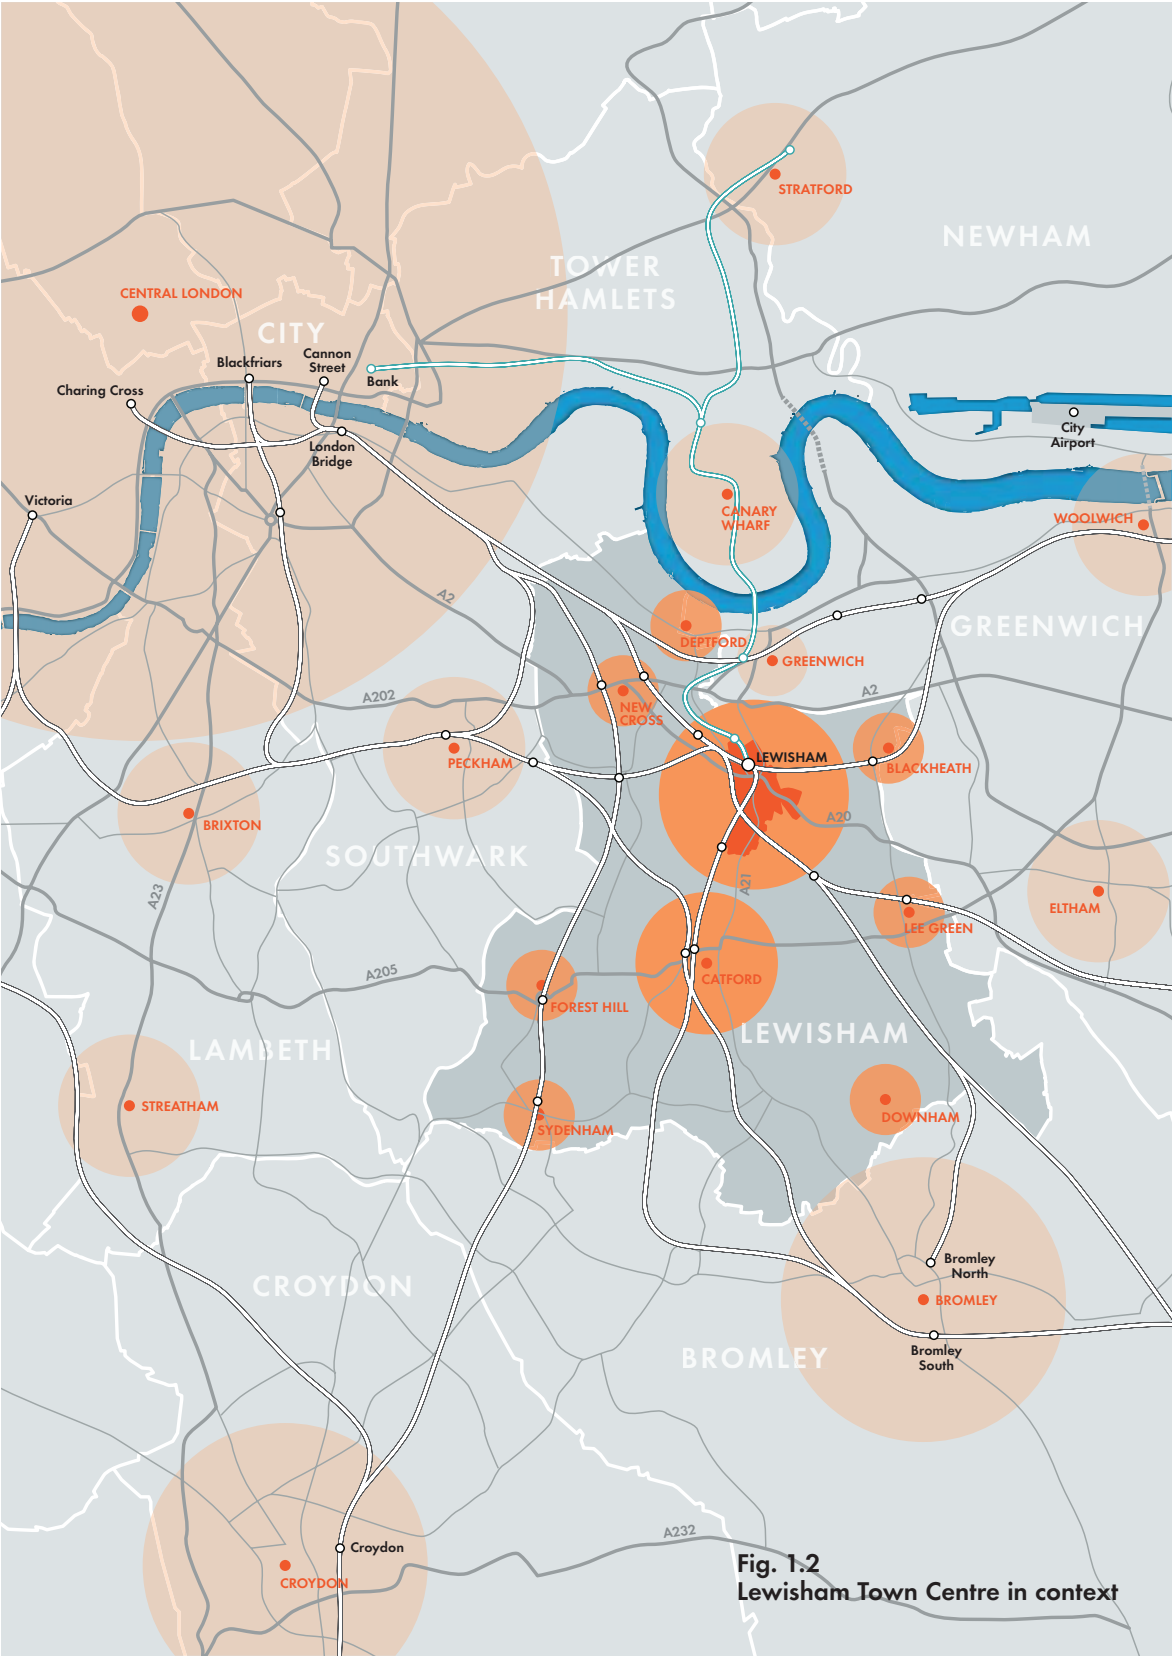 STRATFORD
NEWHAM
TOWER
HAMLETS
CENTRAL LONDON
CITY
Cannon
Street
Blackfriars
Bank
Charing Cross
City
Airport
London
Bridge
Victoria
CANARY
WHARF
WOOLWICH
A2
GREENWICH
DEPTFORD
GREENWICH
A202
A2
NEW
CROSS
PECKHAM
LEWISHAM
BLACKHEATH
BRIXTON
A20
SOUTHWARK
A23
A21
ELTHAM
LEE GREEN
A205
CATFORD
FOREST HILL
LEWISHAM
LAMBETH
STREATHAM
DOWNHAM
SYDENHAM
Bromley
North
CROYDON
BROMLEY
BROMLEY
Bromley
South
A232
Croydon
CROYDON
Fig. 1.2
Lewisham Town Centre in context